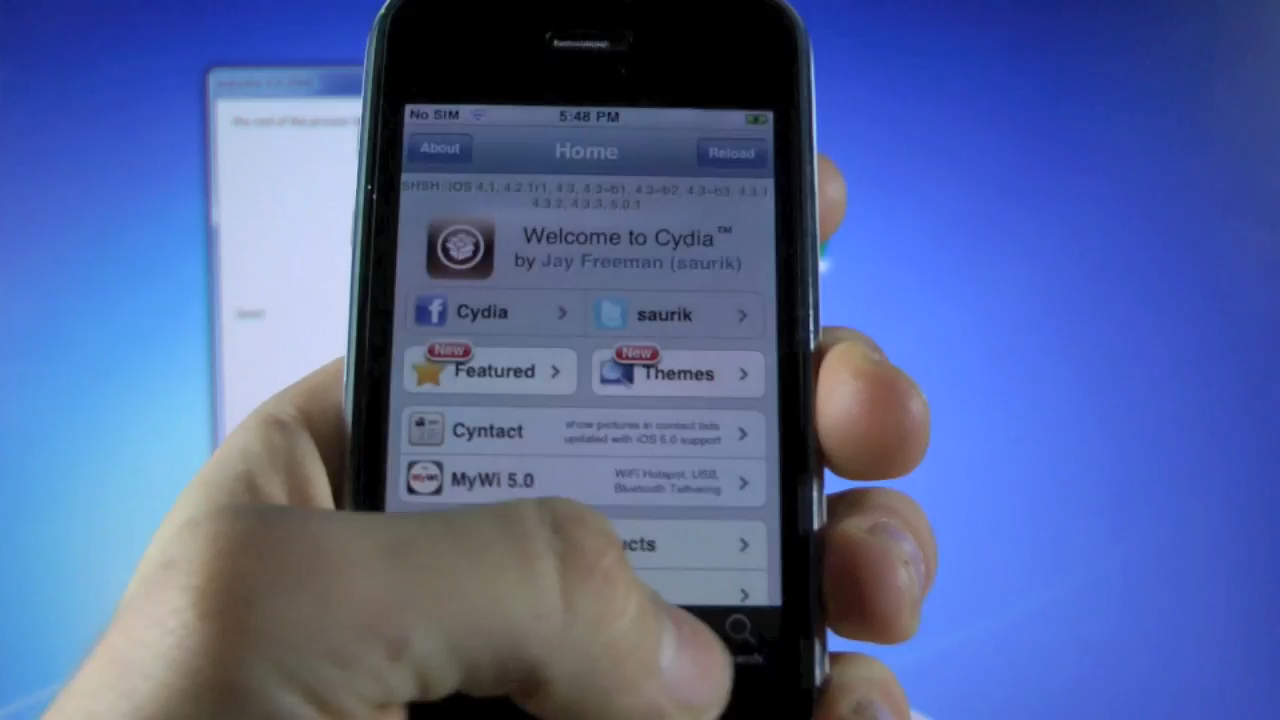 No SIM 5:48 PM
About Home Reload
SHSH: iOS 4.1, 4.2.1r1, 4.3, 4.3-b1, 4.3-b2, 4.3-b3, 4.3.1
4.3.2, 4.3.3, 5.0.1
Welcome to Cydia™
by Jay Freeman (saurik)
Cydia saurik
New New
Featured Themes
Cyntact show pictures in contact lists
updated with iOS 5.0 support
MyWi 5.0 WiFi Hotspot, USB,
Bluetooth Tethering
ucts